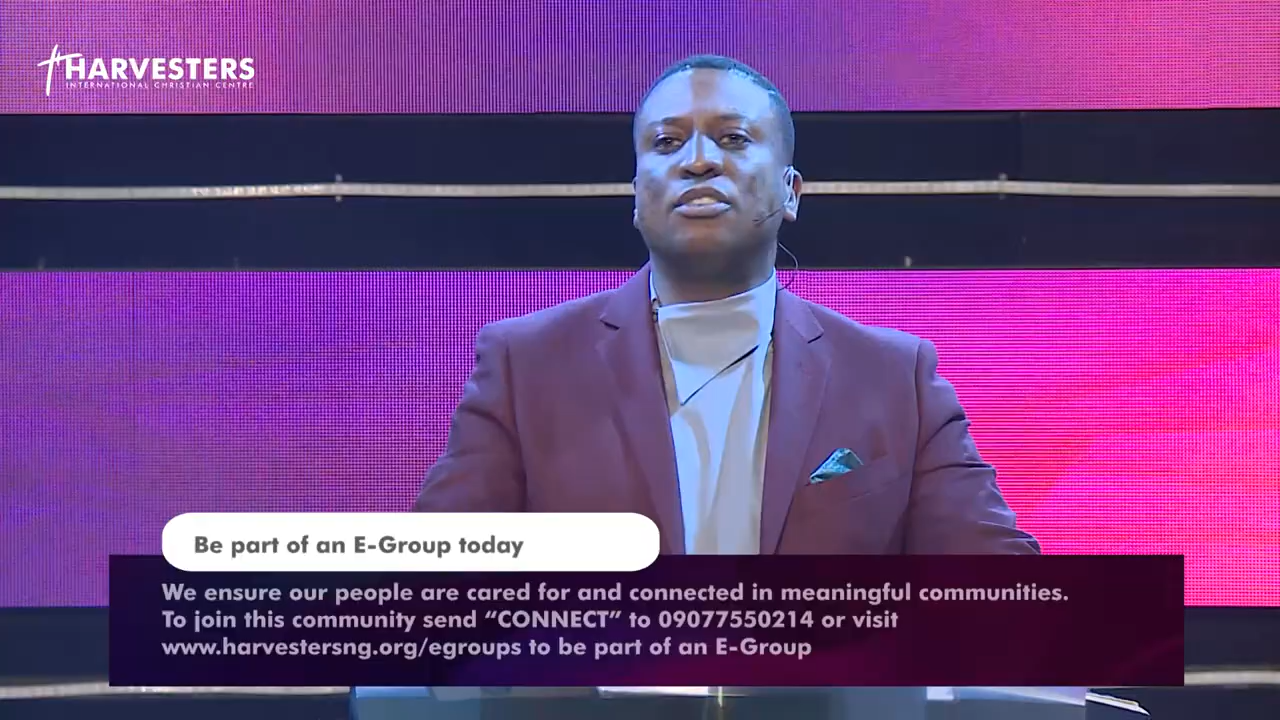 HARVESTERS
INTERNATIONAL CHRISTIAN CENTRE
Be part of an E-Group today
We ensure our people are cared for and connected in meaningful communities.
To join this community send “CONNECT” to 09077550214 or visit
www.harvestersng.org/egroups to be part of an E-Group